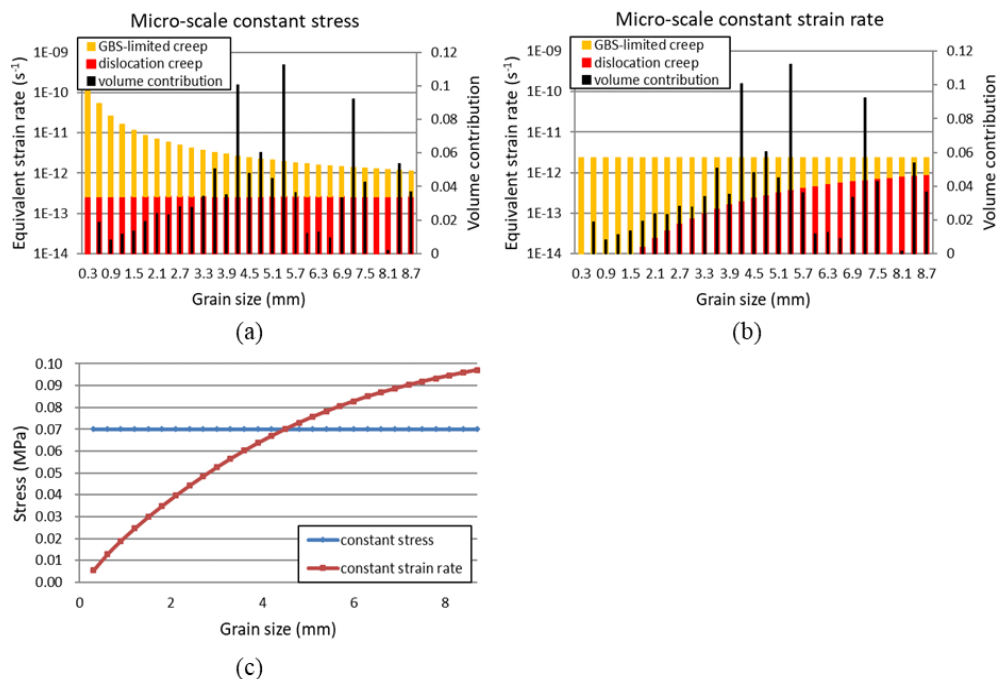 Micro-scale constant stress
GBS-limited creep
dislocation creep
volume contribution
Equivalent strain rate (s⁻¹)
1E-09
1E-10
1E-11
1E-12
1E-13
1E-14
0.12
0.1
0.08
0.06
0.04
0.02
0
Volume contribution
0.3 0.9 1.5 2.1 2.7 3.3 3.9 4.5 5.1 5.7 6.3 6.9 7.5 8.1 8.7
Grain size (mm)
(a)
Micro-scale constant strain rate
GBS-limited creep
dislocation creep
volume contribution
Equivalent strain rate (s⁻¹)
1E-09
1E-10
1E-11
1E-12
1E-13
1E-14
0.12
0.1
0.08
0.06
0.04
0.02
0
Volume contribution
0.3 0.9 1.5 2.1 2.7 3.3 3.9 4.5 5.1 5.7 6.3 6.9 7.5 8.1 8.7
Grain size (mm)
(b)
Stress (MPa)
0.10
0.09
0.08
0.07
0.06
0.05
0.04
0.03
0.02
0.01
0.00
constant stress
constant strain rate
0 2 4 6 8
Grain size (mm)
(c)